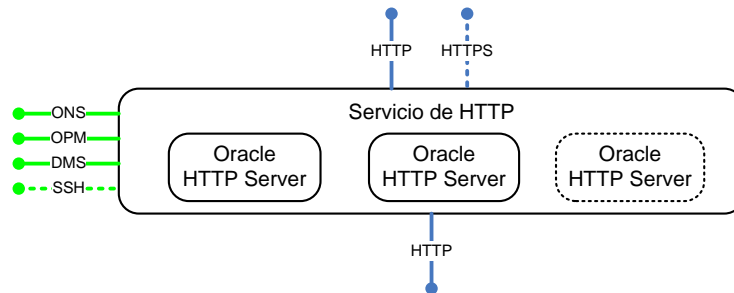 HTTP
HTTPS
Servicio de HTTP
ONS
OPM
DMS
SSH
Oracle
HTTP Server
Oracle
HTTP Server
Oracle
HTTP Server
HTTP